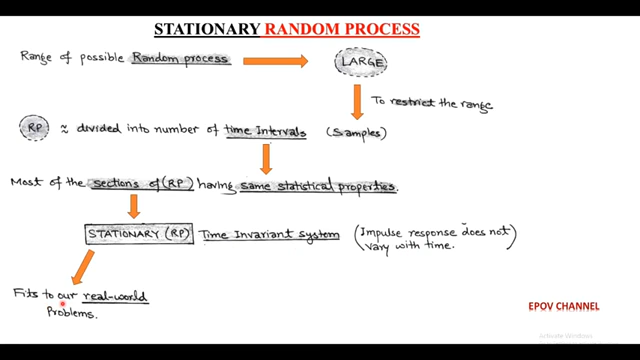 STATIONARY RANDOM PROCESS
Range of possible Random process
LARGE
To restrict the range
RP ≈ divided into number of time Intervals (Samples)
Most of the sections of (RP) having same statistical properties.
STATIONARY (RP) Time Invariant system (Impulse response does not vary with time.)
Fits to our real-world
Problems.
EPOV CHANNEL
Activate Windows